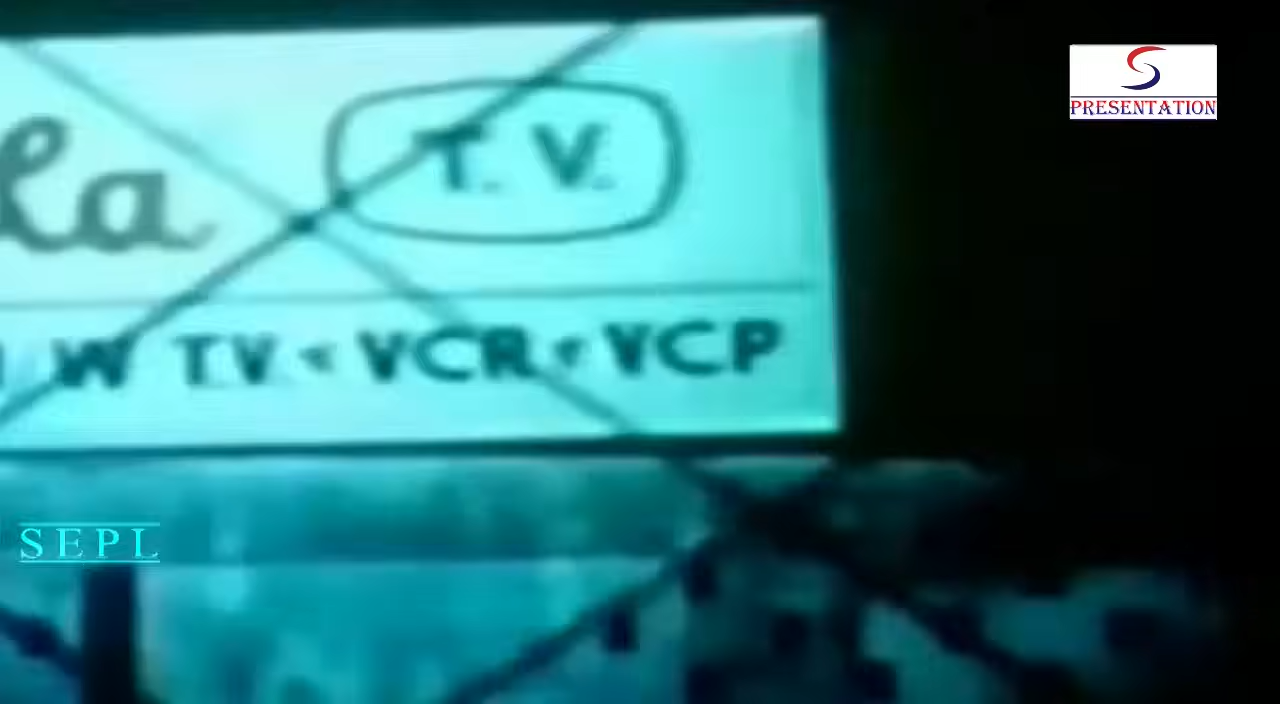 PRESENTATION
la T. V.
W TV • VCR • VCP
SEPL